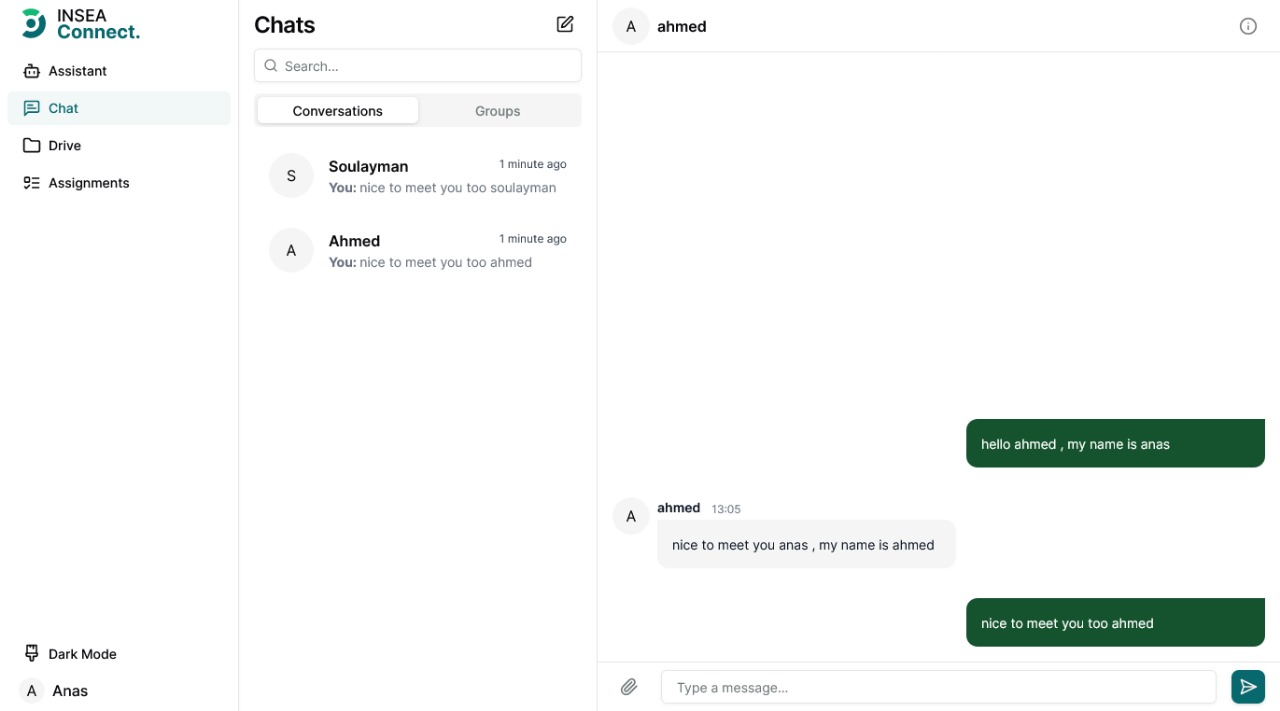 INSEA
Connect.
Assistant
Chat
Drive
Assignments
Dark Mode
A
Anas
Chats
Search...
Conversations
Groups
S
Soulayman
1 minute ago
You: nice to meet you too soulayman
A
Ahmed
1 minute ago
You: nice to meet you too ahmed
A
ahmed
hello ahmed , my name is anas
A
ahmed 13:05
nice to meet you anas , my name is ahmed
nice to meet you too ahmed
Type a message...